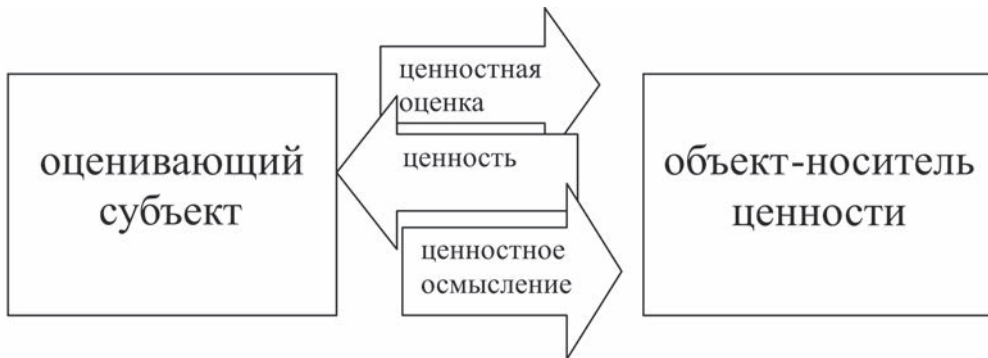 ценностная
оценка
оценивающий
субъект
ценность
объект-носитель
ценности
ценностное
осмысление